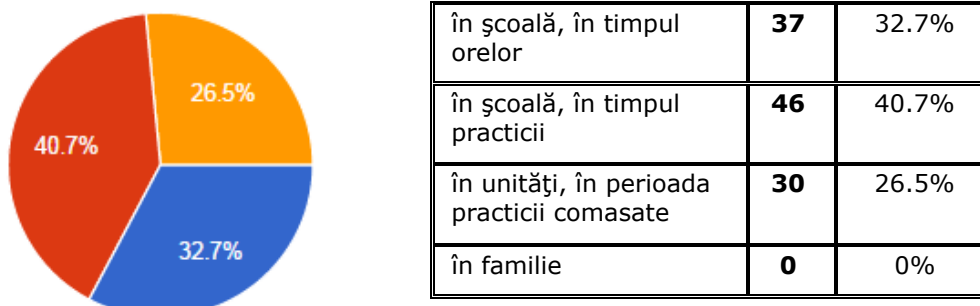 26.5%
40.7%
32.7%
în şcoală, în timpul orelor 37 32.7%
în şcoală, în timpul practicii 46 40.7%
în unităţi, în perioada practicii comasate 30 26.5%
în familie 0 0%